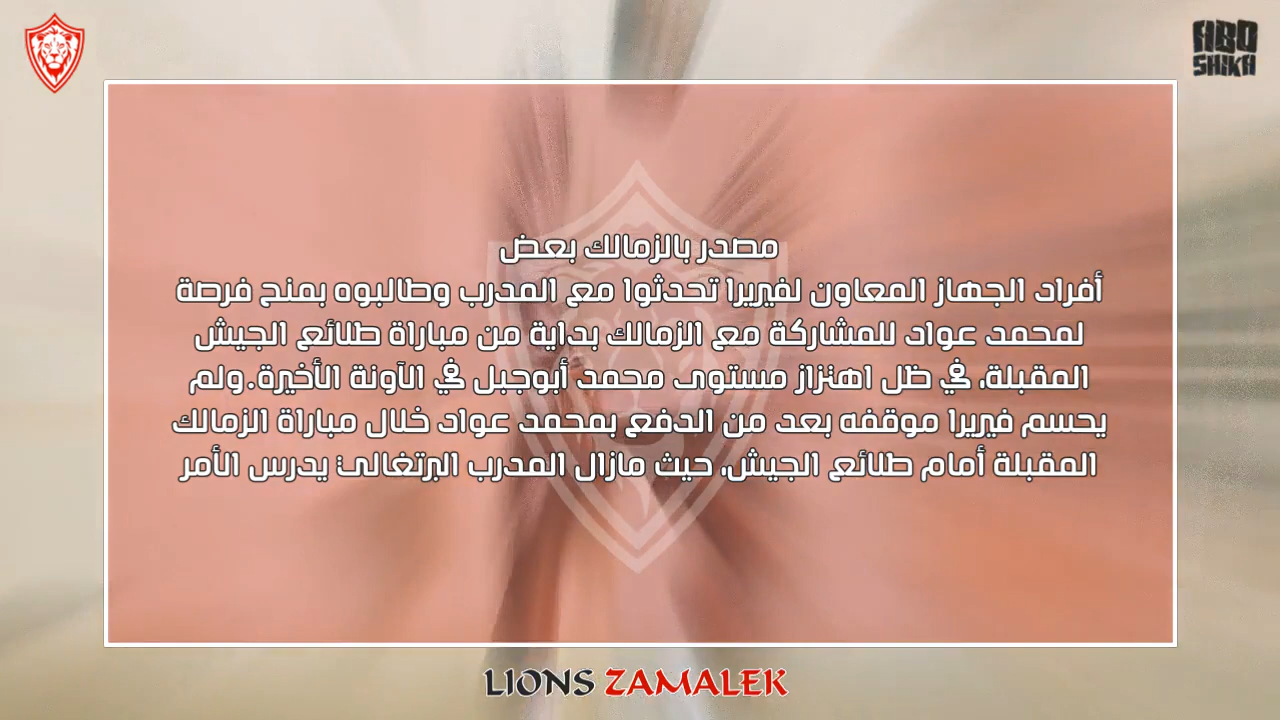 ABO
SHIKA
مصدر بالزمالك بعض
أفراد الجهاز المعاون لفيريرا تحدثوا مع المدرب وطالبوه بمنح فرصة
لمحمد عواد للمشاركة مع الزمالك بداية من مباراة طلائع الجيش
المقبلة، في ظل اهتزاز مستوى محمد أبوجبل في الآونة الأخيرة.ولم
يحسم فيريرا موقفه بعد من الدفع بمحمد عواد خلال مباراة الزمالك
المقبلة أمام طلائع الجيش، حيث مازال المدرب البرتغالي يدرس الأمر
LIONS ZAMALEK